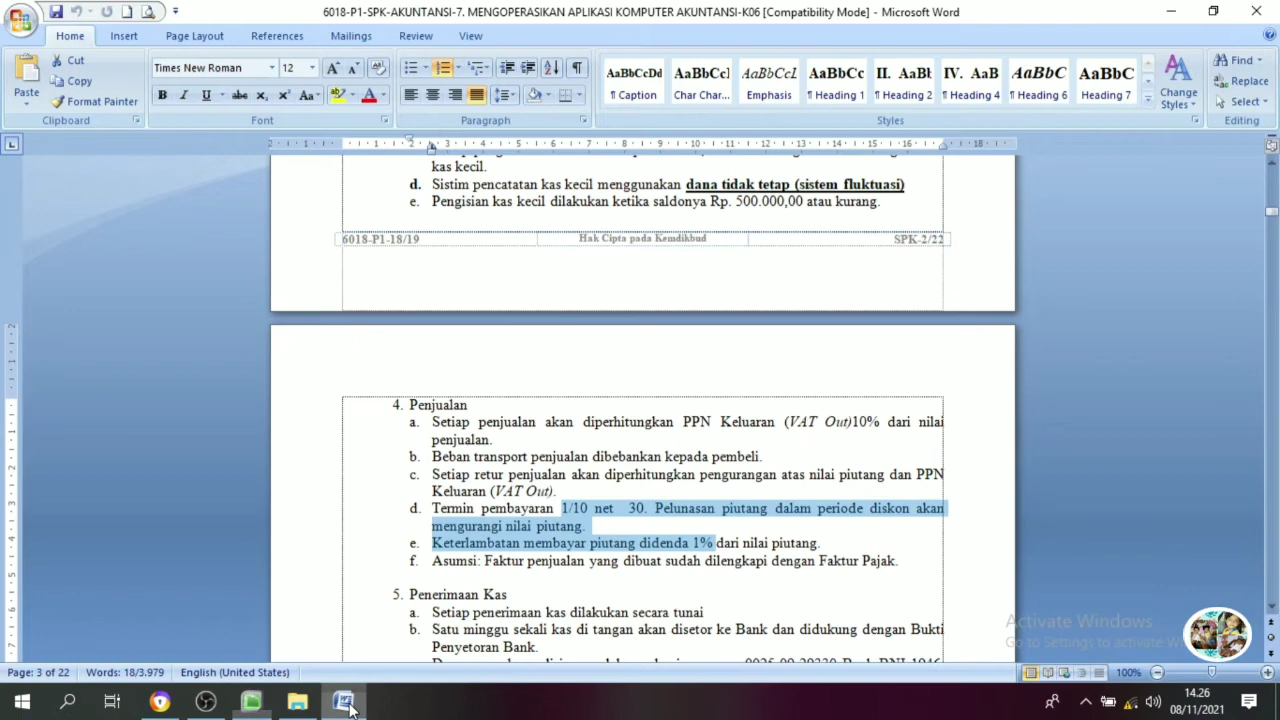 6018-P1-SPK-AKUNTANSI-7. MENGOPERASIKAN APLIKASI KOMPUTER AKUNTANSI-K06 [Compatibility Mode] - Microsoft Word
Home Insert Page Layout References Mailings Review View
Paste
Cut
Copy
Format Painter
Clipboard
Times New Roman 12
Font
Paragraph
AaBbCcDd AaBbCcI AaBbCcL AaBbCc II. AaBb IV. AaB AaBbC AaBbC
¶ Caption Char Char... Emphasis ¶ Heading 1 ¶ Heading 2 ¶ Heading 4 ¶ Heading 6 Heading 7
Change Styles
Styles
Find
Replace
Select
Editing
kas kecil.
d. Sistim pencatatan kas kecil menggunakan dana tidak tetap (sistem fluktuasi)
e. Pengisian kas kecil dilakukan ketika saldonya Rp. 500.000,00 atau kurang.
6018-P1-18/19 Hak Cipta pada Kemdikbud SPK-2/22
4. Penjualan
a. Setiap penjualan akan diperhitungkan PPN Keluaran (VAT Out)10% dari nilai
penjualan.
b. Beban transport penjualan dibebankan kepada pembeli.
c. Setiap retur penjualan akan diperhitungkan pengurangan atas nilai piutang dan PPN
Keluaran (VAT Out).
d. Termin pembayaran 1/10 net 30. Pelunasan piutang dalam periode diskon akan
mengurangi nilai piutang.
e. Keterlambatan membayar piutang didenda 1% dari nilai piutang.
f. Asumsi: Faktur penjualan yang dibuat sudah dilengkapi dengan Faktur Pajak.
5. Penerimaan Kas
a. Setiap penerimaan kas dilakukan secara tunai
b. Satu minggu sekali kas di tangan akan disetor ke Bank dan didukung dengan Bukti
Penyetoran Bank.
Activate Windows
Go to Settings to activate
Page: 3 of 22 Words: 18/3.979 English (United States) 100%
14.26
08/11/2021